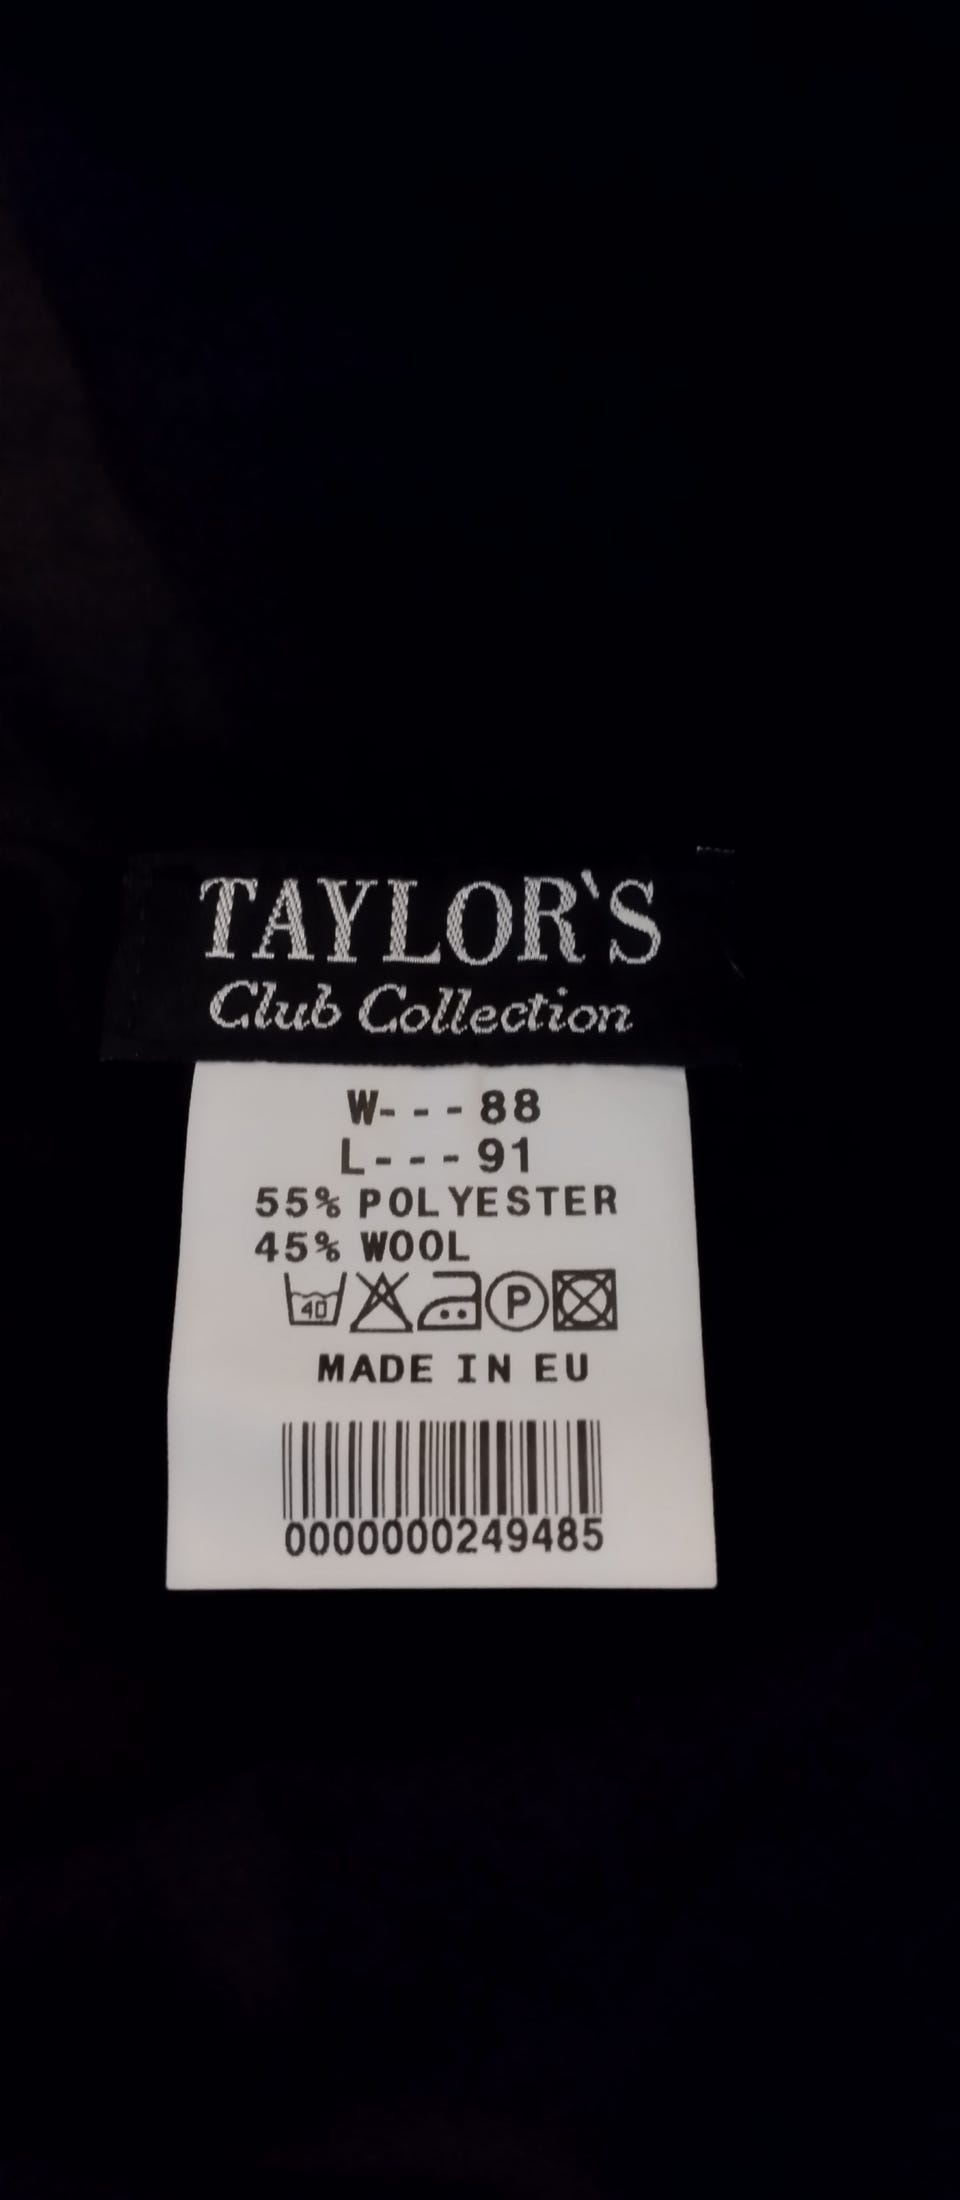 TAYLOR'S
Club Collection
W---88
L---91
55% POLYESTER
45% WOOL
40 P
MADE IN EU
0000000249485